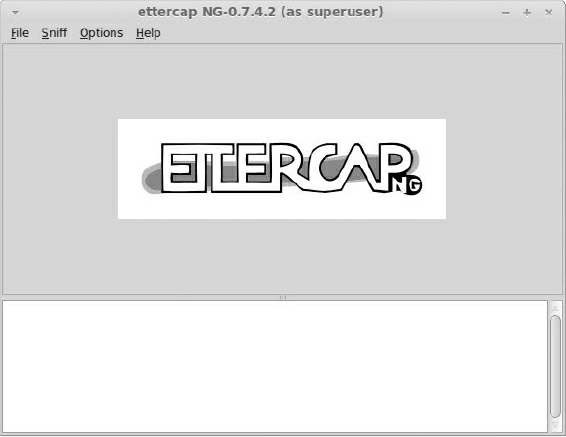 ettercap NG-0.7.4.2 (as superuser)
File Sniff Options Help
ETTERCAP
NG